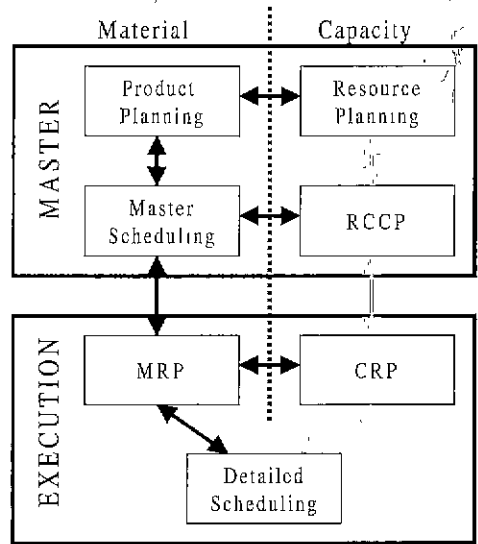 Material
Capacity
MASTER
Product
Planning
Resource
Planning
Master
Scheduling
RCCP
EXECUTION
MRP
CRP
Detailed
Scheduling